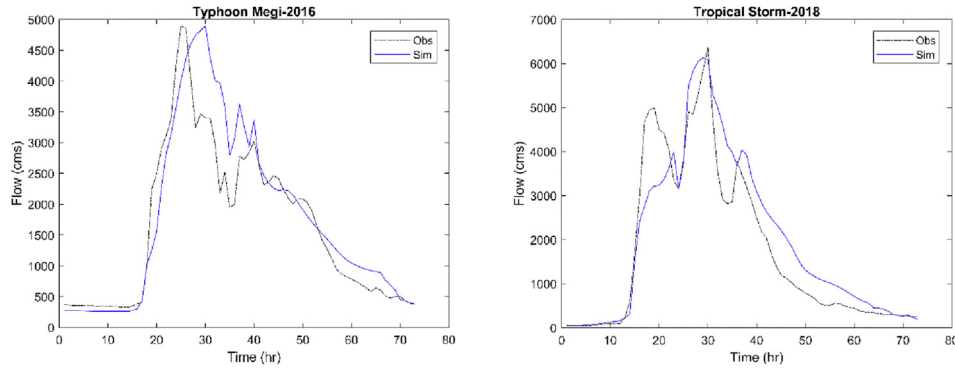 Typhoon Megi-2016
5000
4500
4000
3500
3000
2500
2000
1500
1000
500
0
Flow (cms)
Obs
Sim
0 10 20 30 40 50 60 70 80
Time (hr)
Tropical Storm-2018
7000
6000
5000
4000
3000
2000
1000
0
Flow (cms)
Obs
Sim
0 10 20 30 40 50 60 70 80
Time (hr)